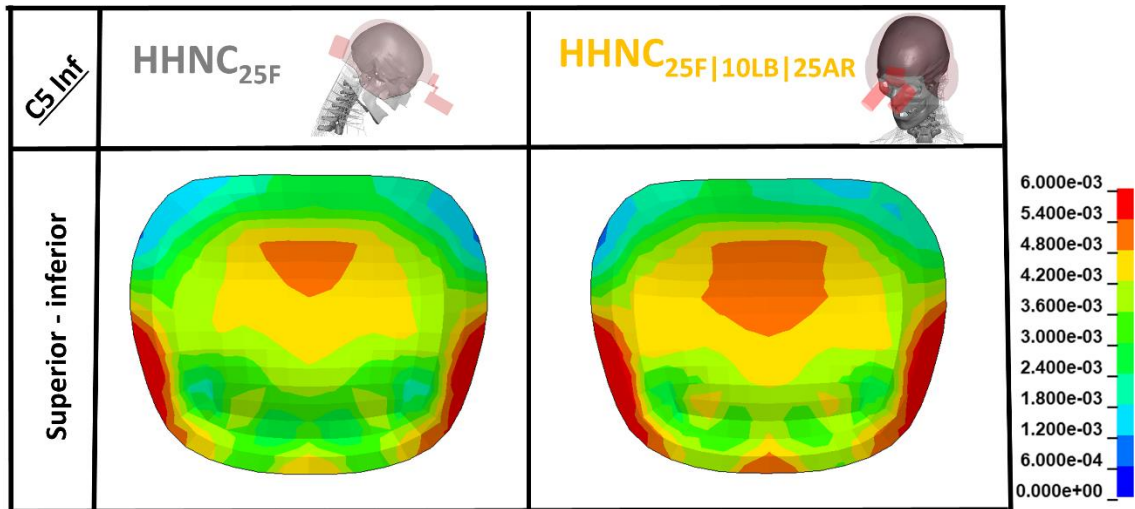 C5 Inf
HHNC25F
HHNC25F|10LB|25AR
Superior - inferior
6.000e-03
5.400e-03
4.800e-03
4.200e-03
3.600e-03
3.000e-03
2.400e-03
1.800e-03
1.200e-03
6.000e-04
0.000e+00